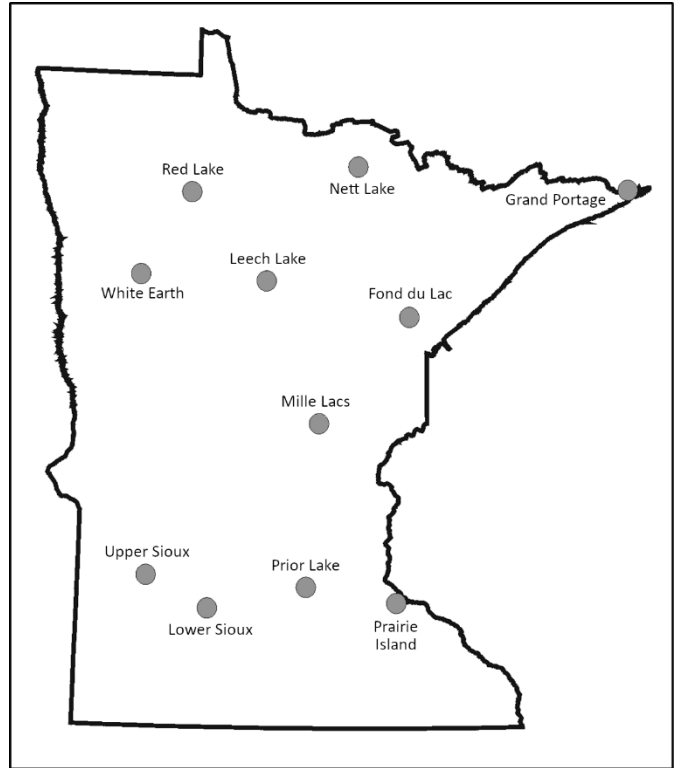 Red Lake
Nett Lake
Grand Portage
Leech Lake
White Earth
Fond du Lac
Mille Lacs
Upper Sioux
Prior Lake
Lower Sioux
Prairie
Island